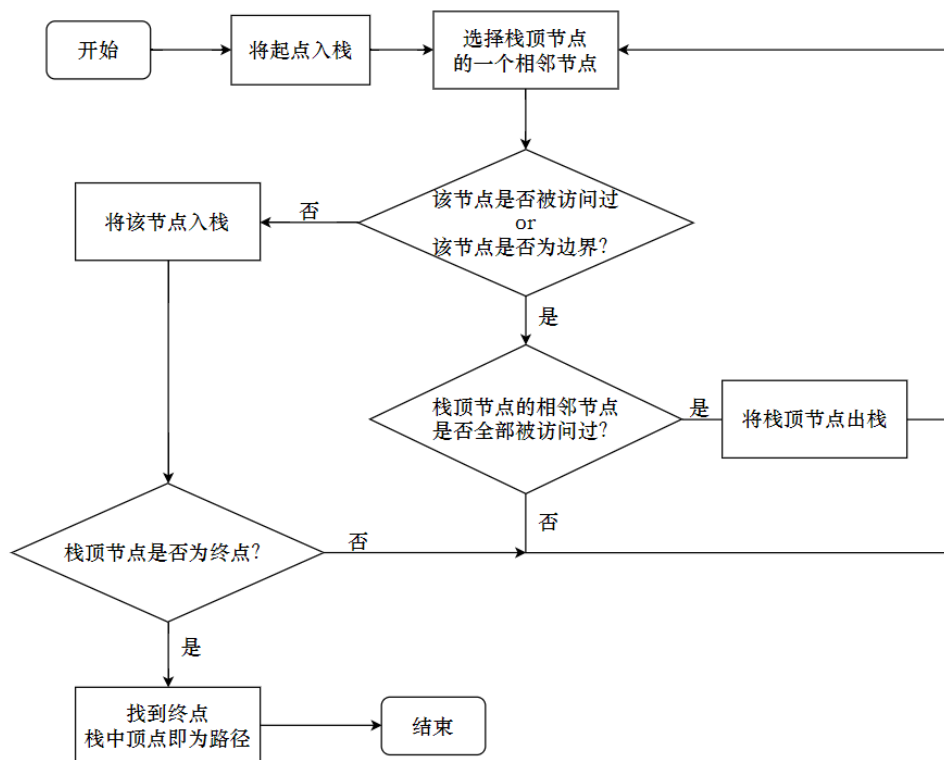 开始
将起点入栈
选择栈顶节点
的一个相邻节点
该节点是否被访问过
or
该节点是否为边界？
否
将该节点入栈
是
栈顶节点的相邻节点
是否全部被访问过？
是
将栈顶节点出栈
否
栈顶节点是否为终点？
否
是
找到终点
栈中顶点即为路径
结束